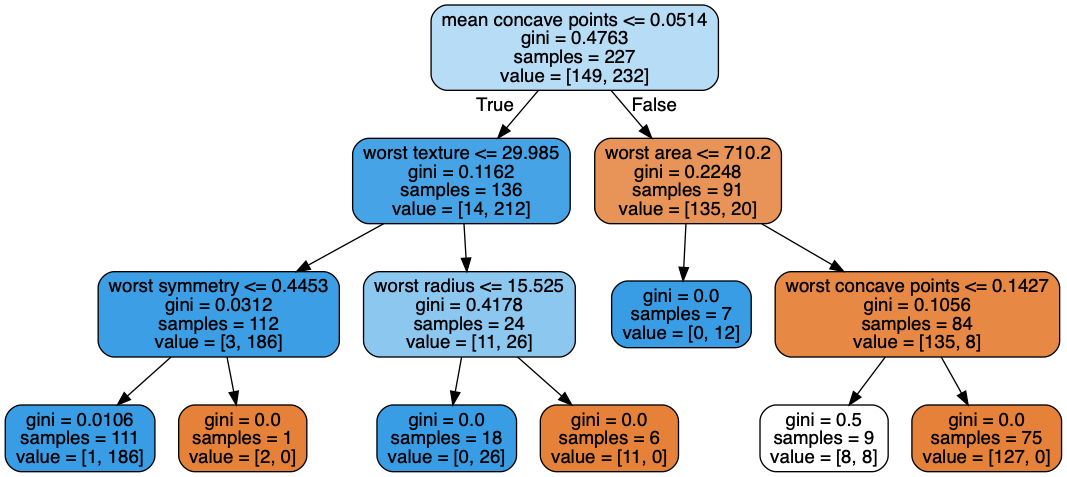 mean concave points <= 0.0514
gini = 0.4763
samples = 227
value = [149, 232]
True
False
worst texture <= 29.985
gini = 0.1162
samples = 136
value = [14, 212]
worst area <= 710.2
gini = 0.2248
samples = 91
value = [135, 20]
worst symmetry <= 0.4453
gini = 0.0312
samples = 112
value = [3, 186]
worst radius <= 15.525
gini = 0.4178
samples = 24
value = [11, 26]
gini = 0.0
samples = 7
value = [0, 12]
worst concave points <= 0.1427
gini = 0.1056
samples = 84
value = [135, 8]
gini = 0.0106
samples = 111
value = [1, 186]
gini = 0.0
samples = 1
value = [2, 0]
gini = 0.0
samples = 18
value = [0, 26]
gini = 0.0
samples = 6
value = [11, 0]
gini = 0.5
samples = 9
value = [8, 8]
gini = 0.0
samples = 75
value = [127, 0]